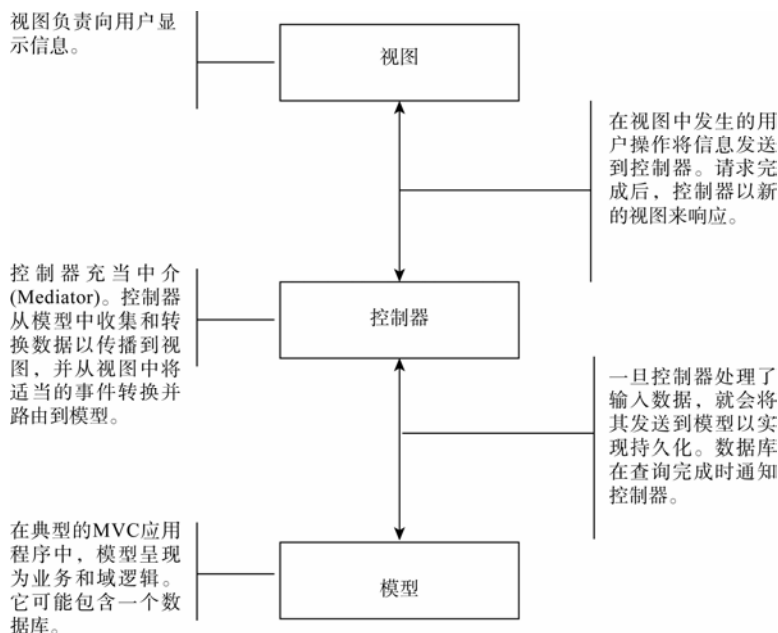 视图负责向用户显
示信息。
视图
在视图中发生的用
户操作将信息发送
到控制器。请求完
成后，控制器以新
的视图来响应。
控制器充当中介
(Mediator)。控制器
从模型中收集和转
换数据以传播到视
图，并从视图中将
适当的事件转换并
路由到模型。
控制器
一旦控制器处理了
输入数据，就会将
其发送到模型以实
现持久化。数据库
在查询完成时通知
控制器。
在典型的MVC应用
程序中，模型呈现
为业务和域逻辑。
它可能包含一个数
据库。
模型